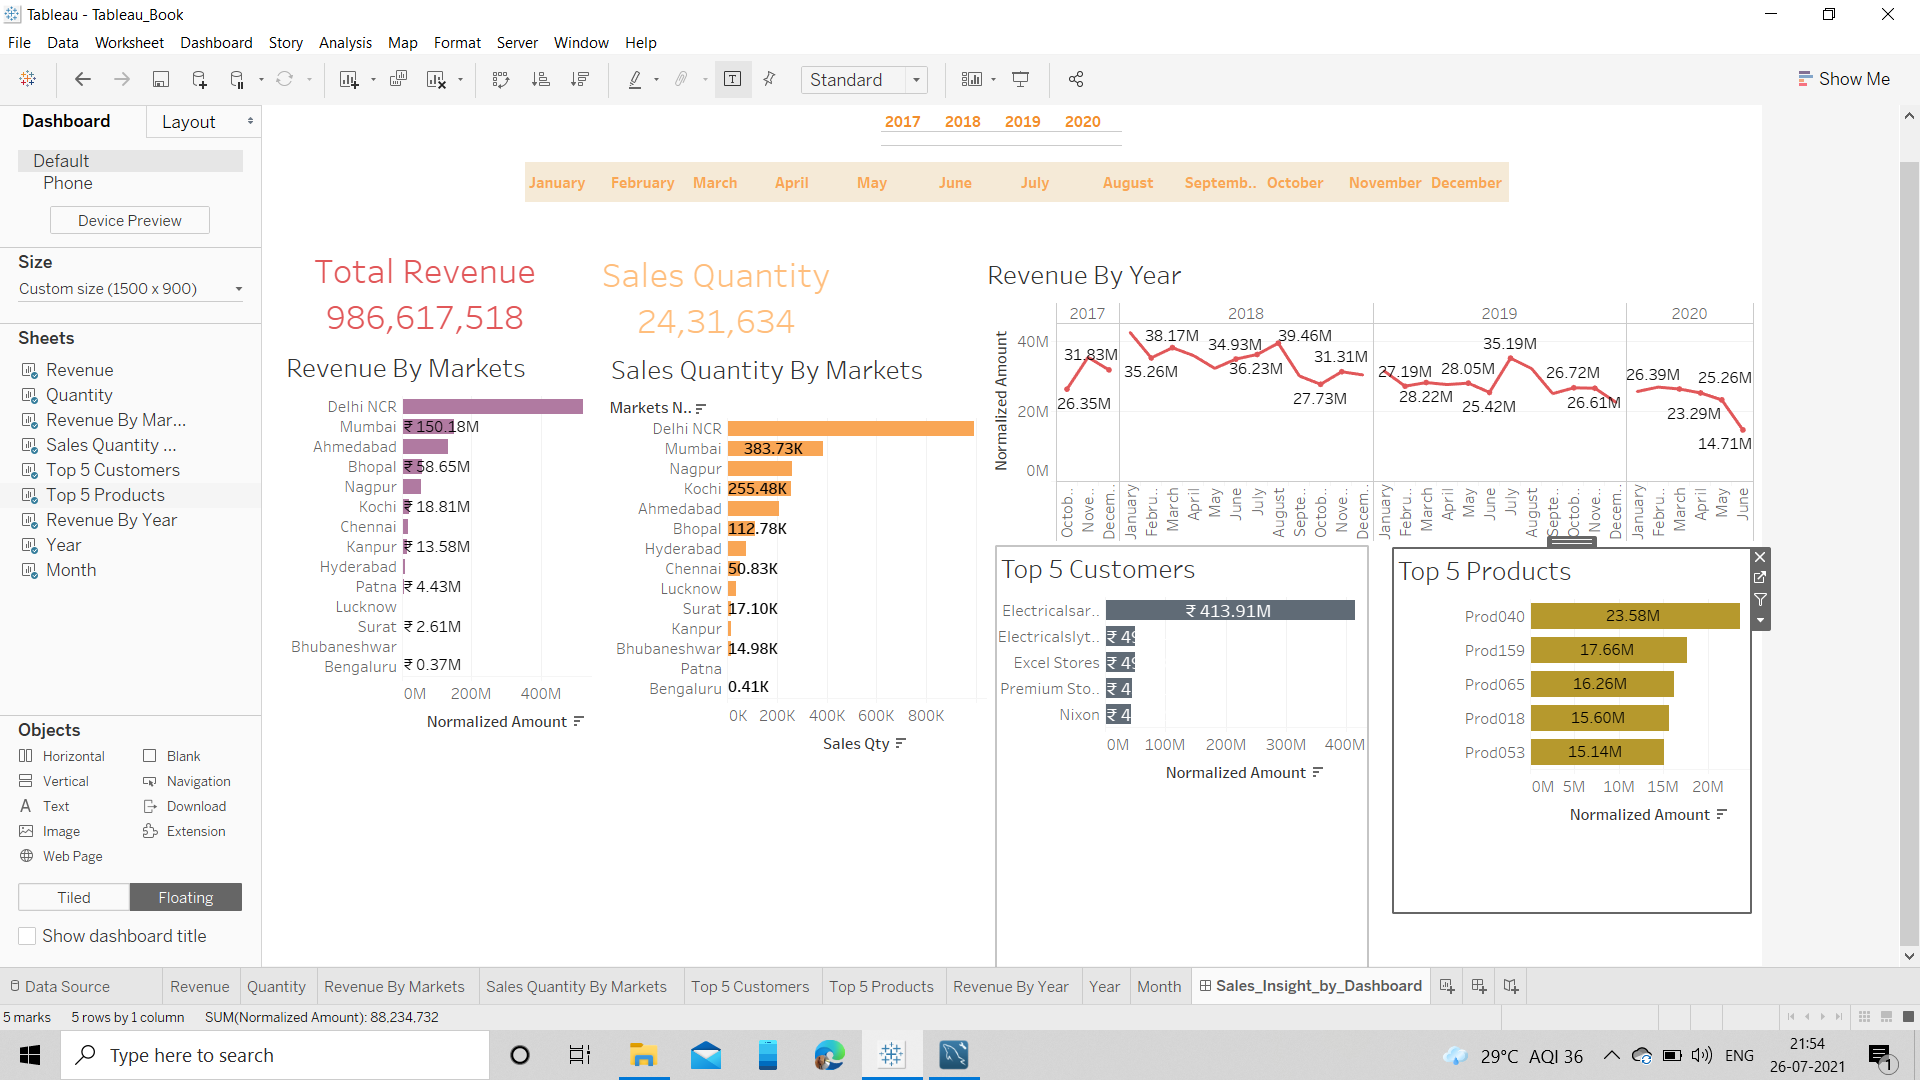 Tableau - Tableau_Book
File Data Worksheet Dashboard Story Analysis Map Format Server Window Help
Standard
Show Me
Dashboard Layout
Default
Phone
Device Preview
Size
Custom size (1500 x 900)
Sheets
Revenue
Quantity
Revenue By Mar...
Sales Quantity ...
Top 5 Customers
Top 5 Products
Revenue By Year
Year
Month
Objects
Horizontal Blank
Vertical Navigation
Text Download
Image Extension
Web Page
Tiled Floating
Show dashboard title
2017 2018 2019 2020
January February March April May June July August Septemb.. October November December
Total Revenue
986,617,518
Sales Quantity
24,31,634
Revenue By Markets
Delhi NCR
Mumbai ₹ 150.18M
Ahmedabad
Bhopal ₹ 58.65M
Nagpur
Kochi ₹ 18.81M
Chennai
Kanpur ₹ 13.58M
Hyderabad
Patna ₹ 4.43M
Lucknow
Surat ₹ 2.61M
Bhubaneshwar
Bengaluru ₹ 0.37M
0M 200M 400M
Normalized Amount
Sales Quantity By Markets
Markets N..
Delhi NCR
Mumbai 383.73K
Nagpur
Kochi 255.48K
Ahmedabad
Bhopal 112.78K
Hyderabad
Chennai 50.83K
Lucknow
Surat 17.10K
Kanpur
Bhubaneshwar 14.98K
Patna
Bengaluru 0.41K
0K 200K 400K 600K 800K
Sales Qty
Revenue By Year
2017 2018 2019 2020
Normalized Amount
40M
20M
0M
31.83M
26.35M
38.17M
35.26M
34.93M
36.23M
39.46M
27.73M
31.31M
27.19M
28.22M
28.05M
25.42M
35.19M
26.72M
26.61M
26.39M
23.29M
25.26M
14.71M
Octob.. Nove.. Decem.. January Febru.. March April May June July August Septe.. Octob.. Nove.. Decem.. January Febru.. March April May June July August Septe.. Octob.. Nove.. Decem.. January Febru.. March April May June
Top 5 Customers
Electricalsar.. ₹ 413.91M
Electricalslyt.. ₹ 49
Excel Stores ₹ 49
Premium Sto.. ₹ 4
Nixon ₹ 4
0M 100M 200M 300M 400M
Normalized Amount
Top 5 Products
Prod040 23.58M
Prod159 17.66M
Prod065 16.26M
Prod018 15.60M
Prod053 15.14M
0M 5M 10M 15M 20M
Normalized Amount
Data Source Revenue Quantity Revenue By Markets Sales Quantity By Markets Top 5 Customers Top 5 Products Revenue By Year Year Month Sales_Insight_by_Dashboard
5 marks 5 rows by 1 column SUM(Normalized Amount): 88,234,732
Type here to search
29°C AQI 36
ENG
21:54
26-07-2021
1